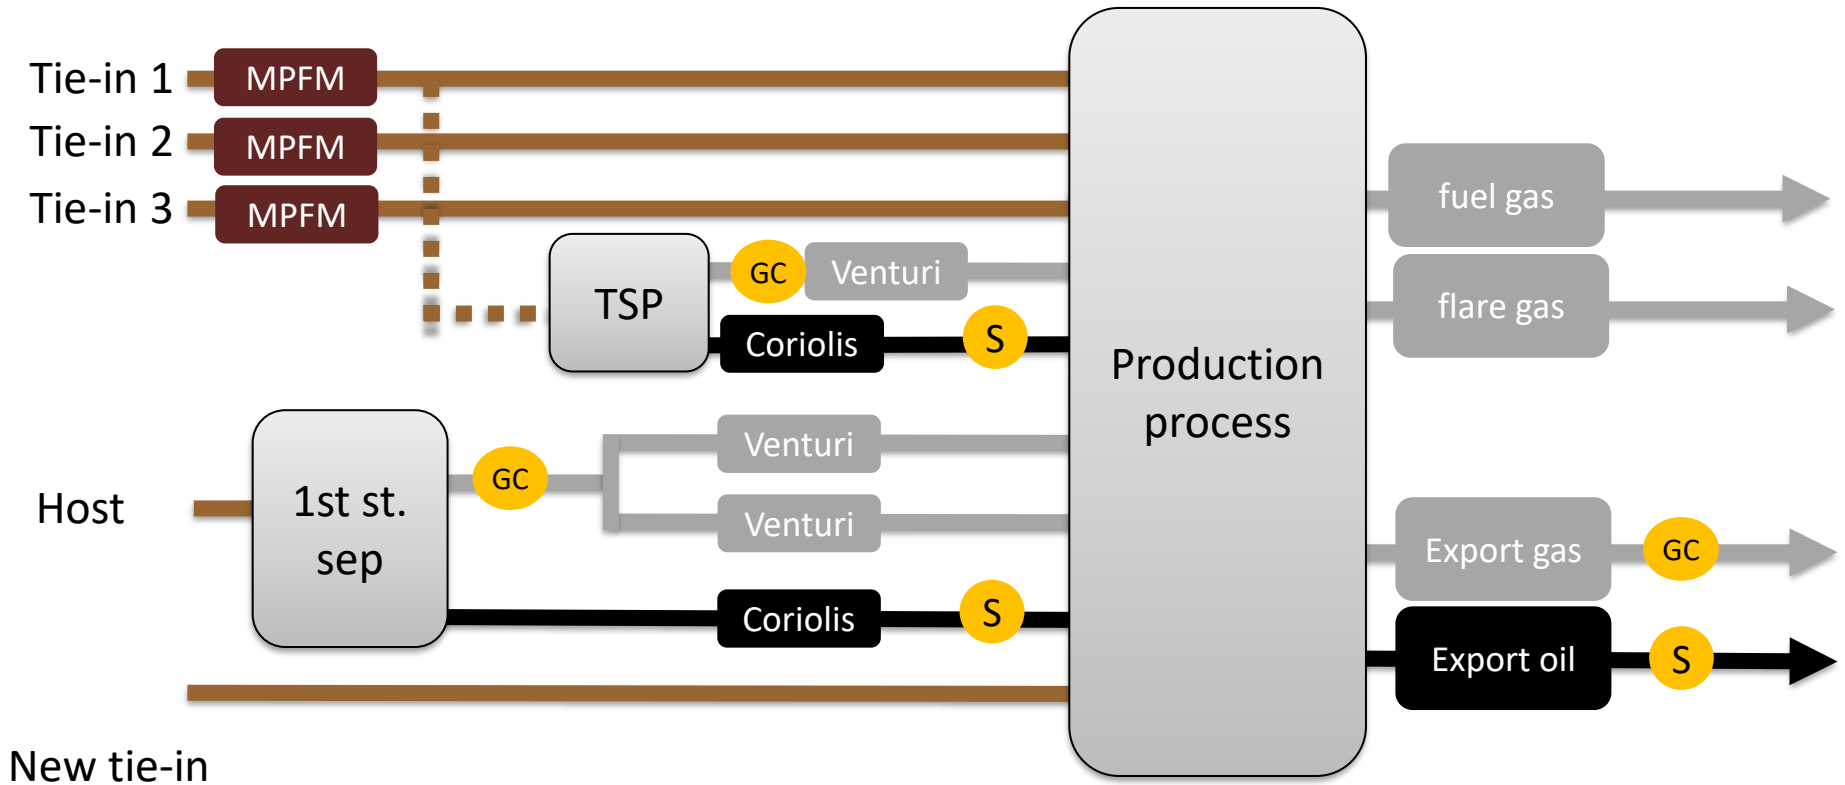 Tie-in 1
MPFM
Tie-in 2
MPFM
Tie-in 3
MPFM
TSP
GC
Venturi
Coriolis
S
Host
1st st.
sep
GC
Venturi
Venturi
Coriolis
S
New tie-in
Production
process
fuel gas
flare gas
Export gas
GC
Export oil
S